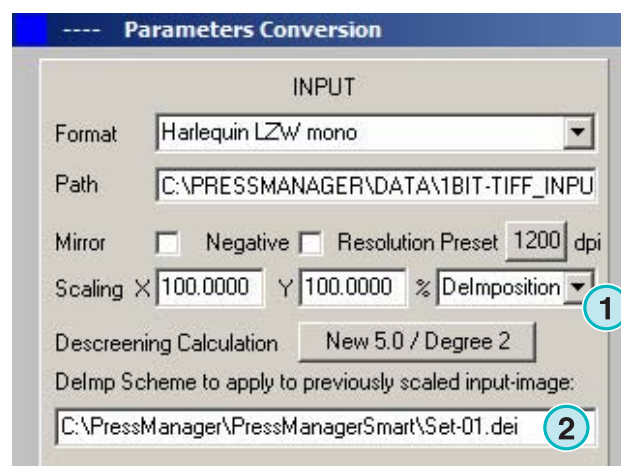 ---- Parameters Conversion
INPUT
Format Harlequin LZW mono
Path C:\PRESSMANAGER\DATA\1BIT-TIFF_INPU
Mirror Negative Resolution Preset 1200 dpi
Scaling X 100.0000 Y 100.0000 % DeImposition
1
Descreening Calculation New 5.0 / Degree 2
DeImp Scheme to apply to previously scaled input-image:
C:\PressManager\PressManagerSmart\Set-01.dei 2